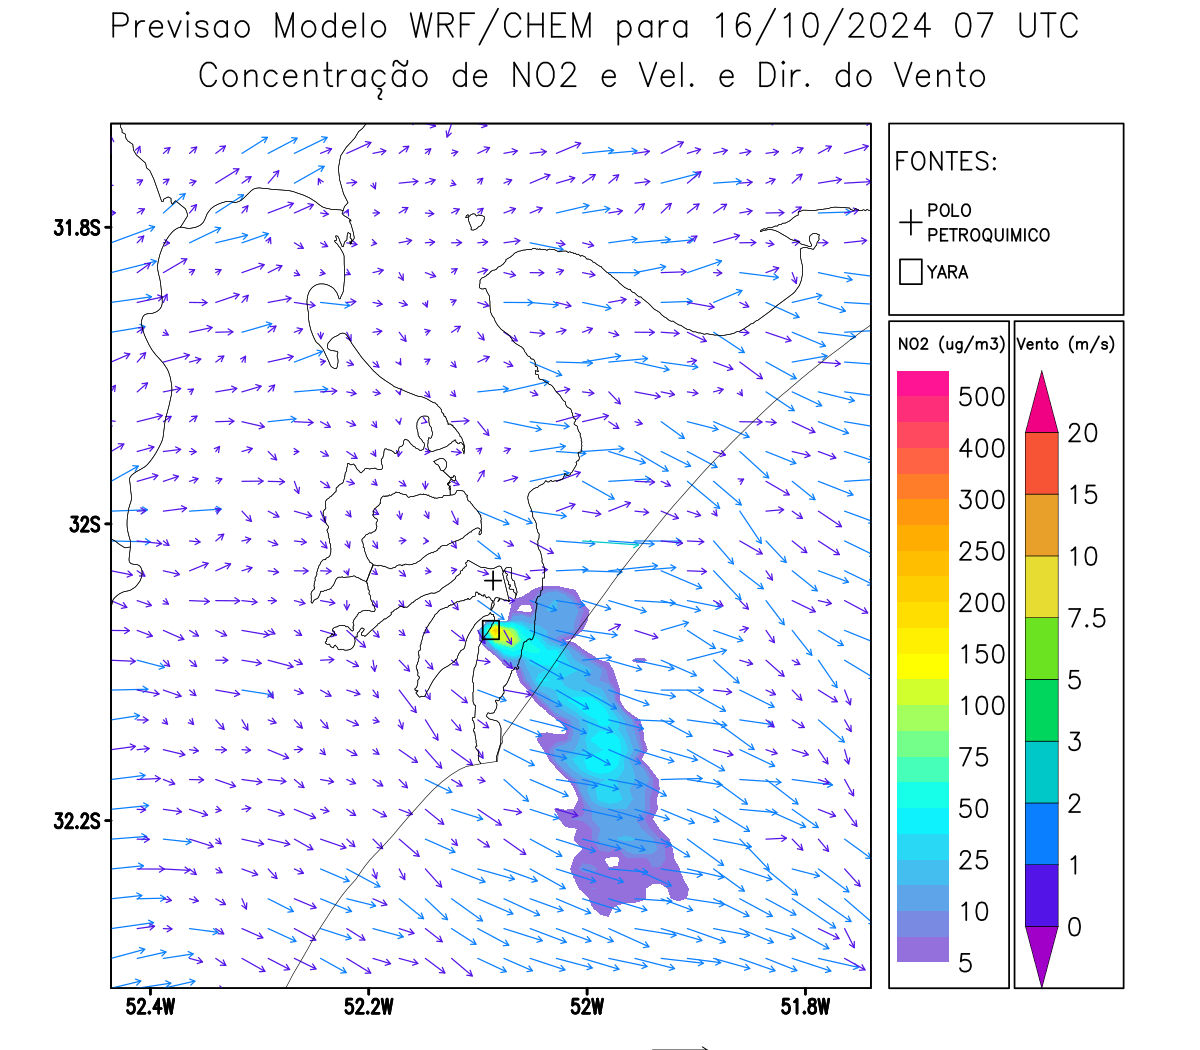 Previsao Modelo WRF/CHEM para 16/10/2024 07 UTC
Concentração de NO2 e Vel. e Dir. do Vento
FONTES:
POLO
PETROQUIMICO
YARA
NO2 (ug/m3)
500
400
300
250
200
150
100
75
50
25
10
5
Vento (m/s)
20
15
10
7.5
5
3
2
1
0
31.8S
32S
32.2S
52.4W
52.2W
52W
51.8W